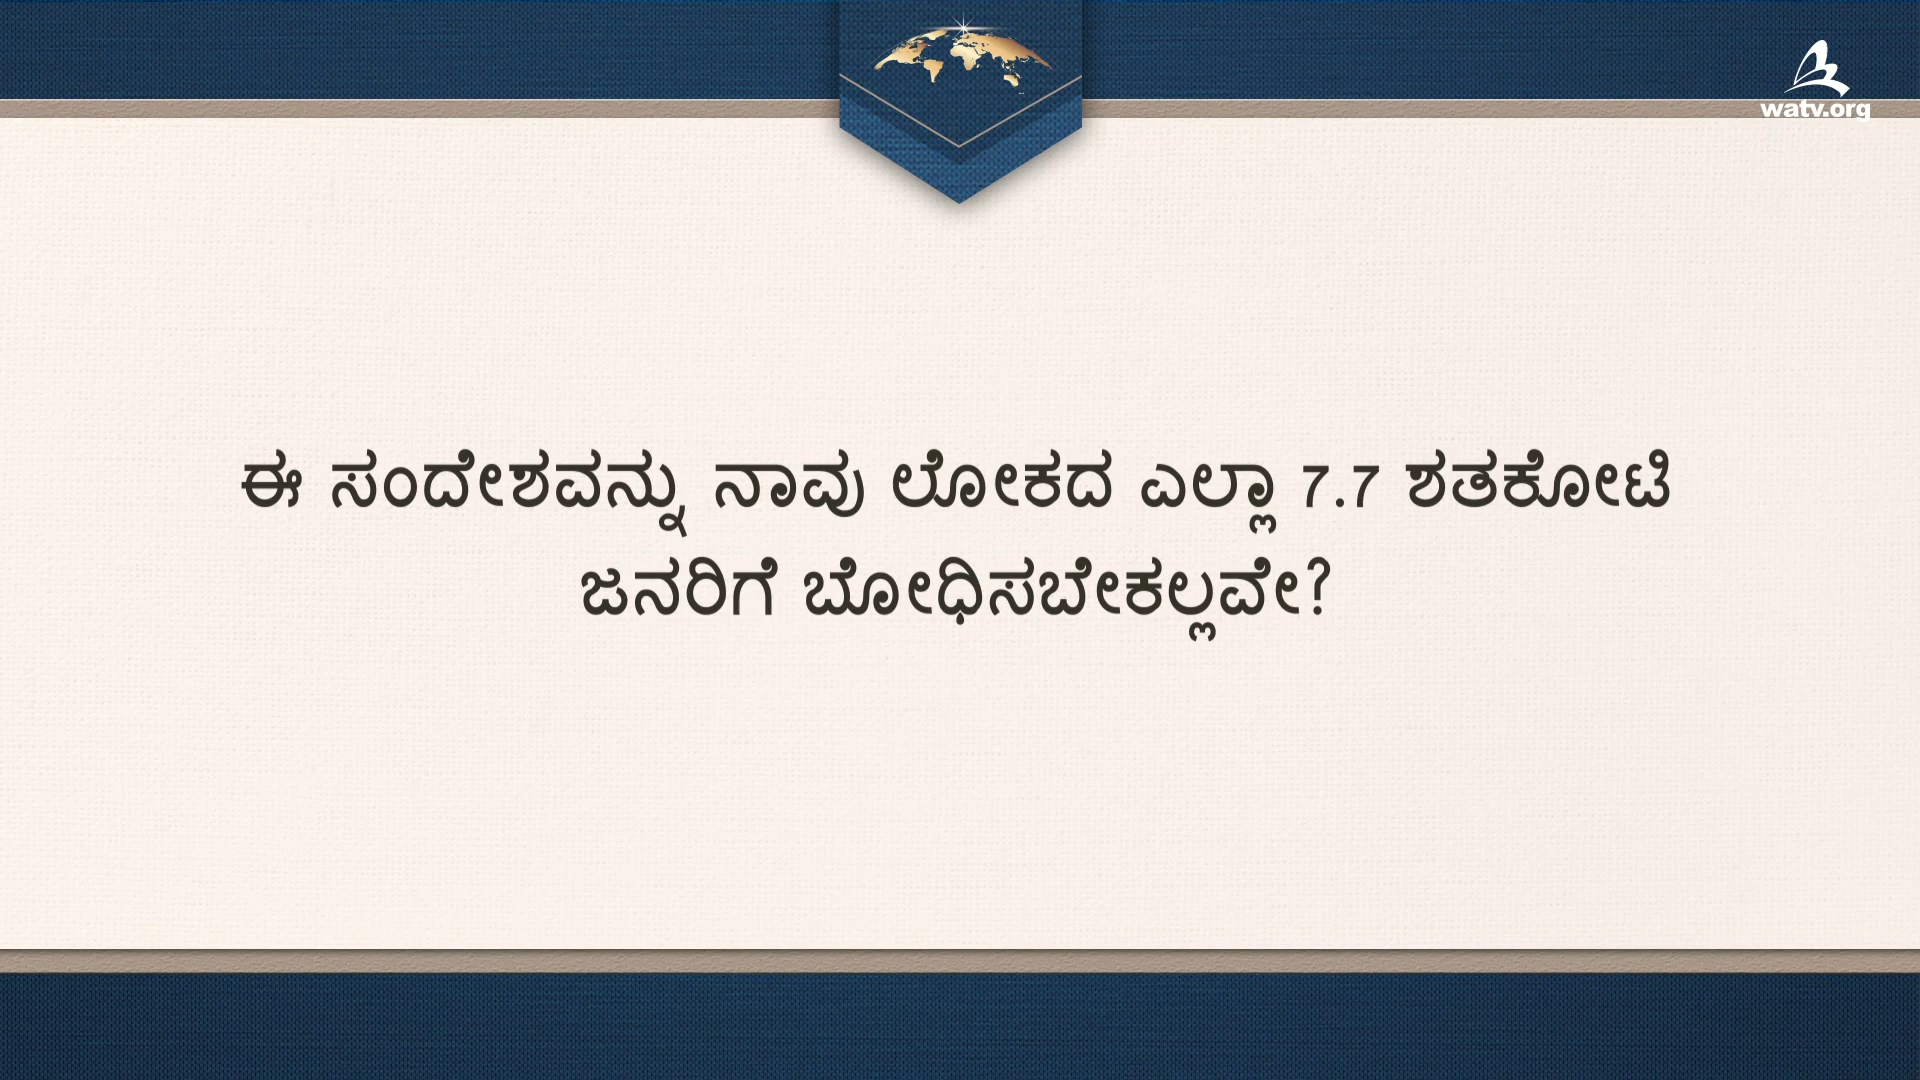 watv.org
ಈ ಸಂದೇಶವನ್ನು ನಾವು ಲೋಕದ ಎಲ್ಲಾ 7.7 ಶತಕೋಟಿ
ಜನರಿಗೆ ಬೋಧಿಸಬೇಕಲ್ಲವೇ?